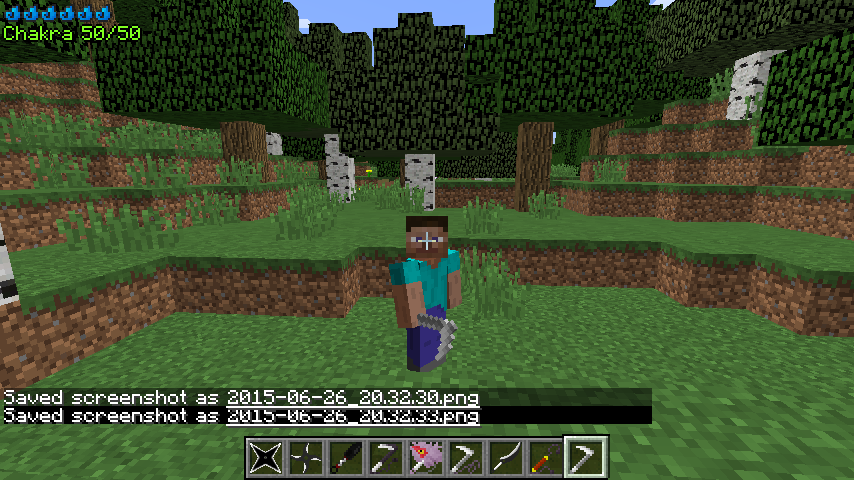 Chakra 50/50
Saved screenshot as 2015-06-26_20.32.30.png
Saved screenshot as 2015-06-26_20.32.33.png